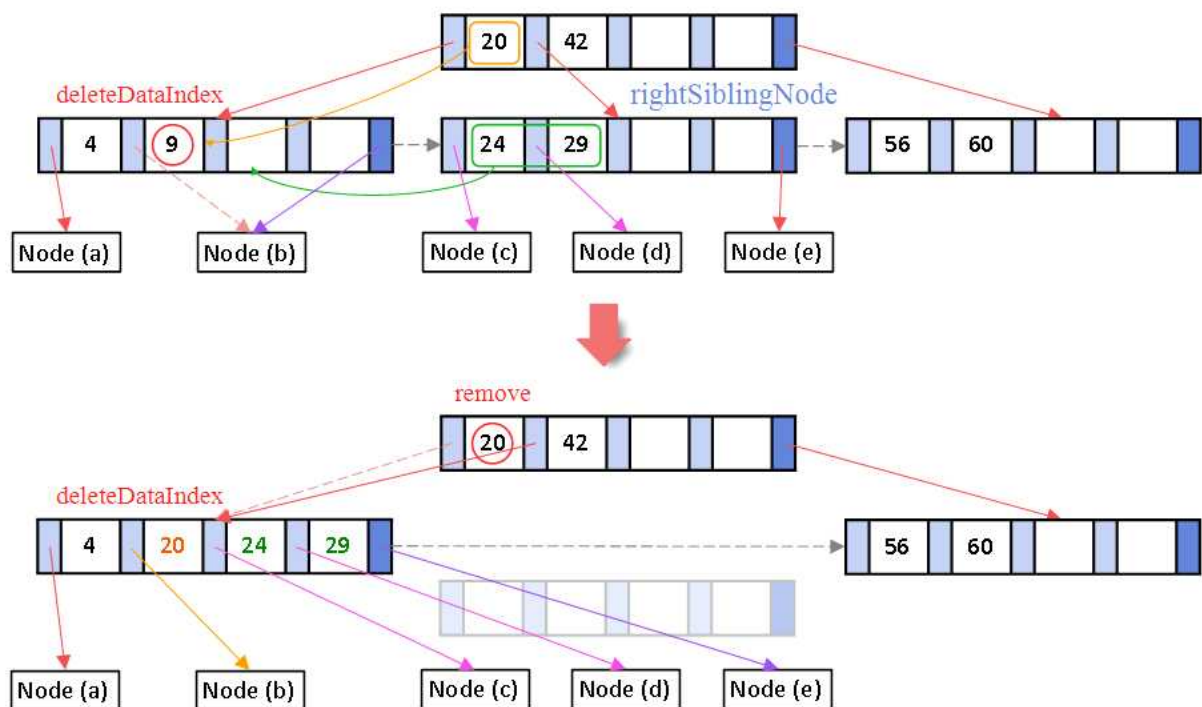 20 42
deleteDataIndex rightSiblingNode
4 9 24 29 56 60
Node (a) Node (b) Node (c) Node (d) Node (e)
remove
20 42
deleteDataIndex
4 20 24 29 56 60
Node (a) Node (b) Node (c) Node (d) Node (e)